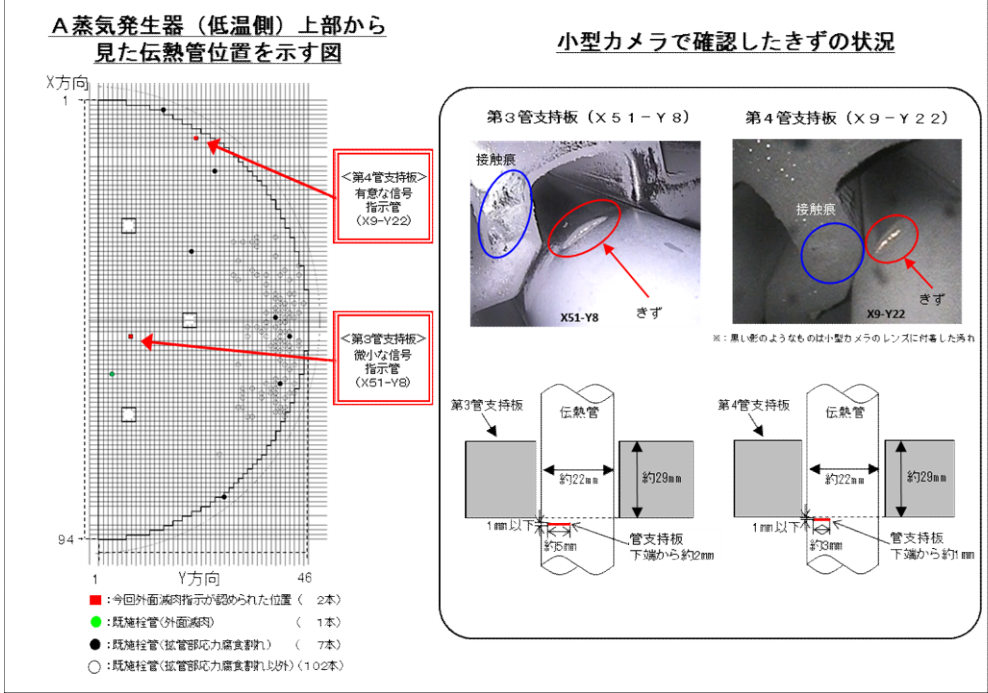 A蒸気発生器（低温側）上部から
見た伝熱管位置を示す図
X方向
1
94
1
Y方向
46
＜第4管支持板＞
有意な信号
指示管
(X9-Y22)
＜第3管支持板＞
微小な信号
指示管
(X51-Y8)
■：今回外面減肉指示が認められた位置（ 2本）
●：既施栓管(外面減肉) （ 1本）
●：既施栓管(拡管部応力腐食割れ) （ 7本）
○：既施栓管(拡管部応力腐食割れ以外)（102本）
小型カメラで確認したきずの状況
第３管支持板（Ｘ５１－Ｙ８）
接触痕
きず
X51-Y8
第４管支持板（Ｘ９－Ｙ２２）
接触痕
きず
X9-Y22
※：黒い影のようなものは小型カメラのレンズに付着した汚れ
第3管支持板
伝熱管
約22mm
約29mm
1mm以下
約5mm
管支持板
下端から約2mm
第4管支持板
伝熱管
約22mm
約29mm
1mm以下
約3mm
管支持板
下端から約1mm